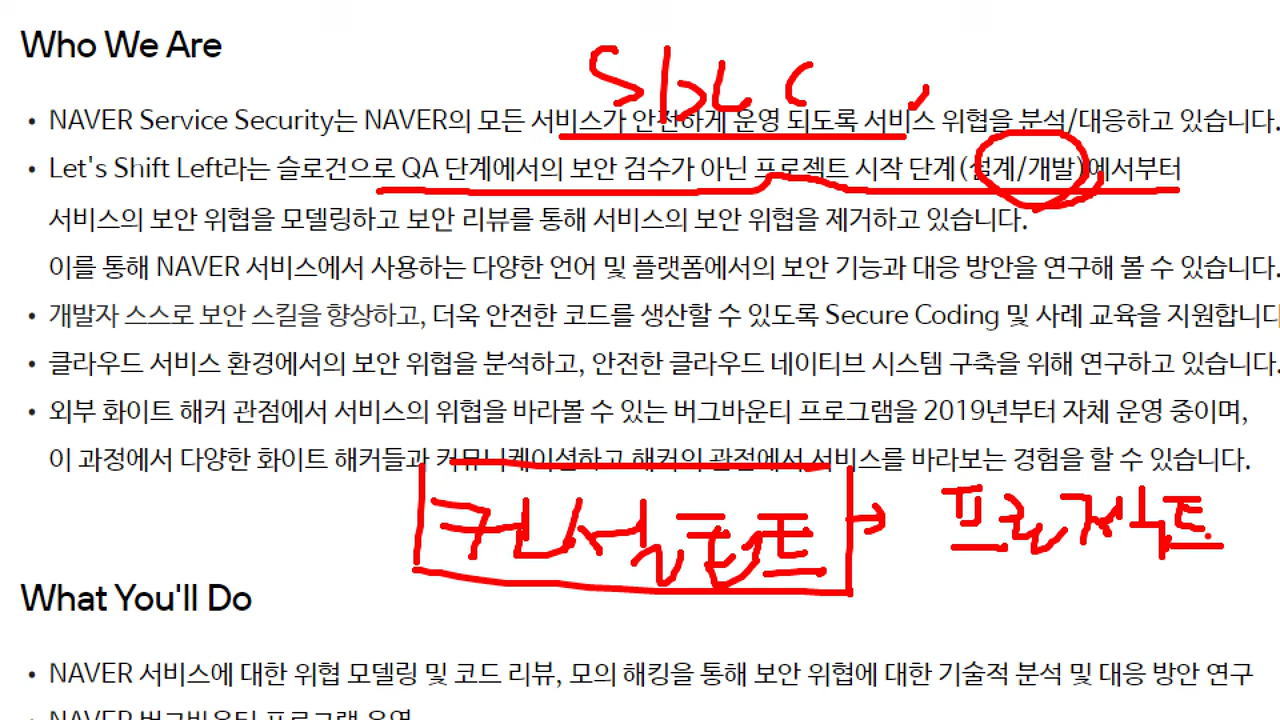 Who We Are
SDLC,
• NAVER Service Security는 NAVER의 모든 서비스가 안전하게 운영 되도록 서비스 위협을 분석/대응하고 있습니다.
• Let's Shift Left라는 슬로건으로 QA 단계에서의 보안 검수가 아닌 프로젝트 시작 단계(설계/개발)에서부터
서비스의 보안 위협을 모델링하고 보안 리뷰를 통해 서비스의 보안 위협을 제거하고 있습니다.
이를 통해 NAVER 서비스에서 사용하는 다양한 언어 및 플랫폼에서의 보안 기능과 대응 방안을 연구해 볼 수 있습니다.
• 개발자 스스로 보안 스킬을 향상하고, 더욱 안전한 코드를 생산할 수 있도록 Secure Coding 및 사례 교육을 지원합니다
• 클라우드 서비스 환경에서의 보안 위협을 분석하고, 안전한 클라우드 네이티브 시스템 구축을 위해 연구하고 있습니다.
• 외부 화이트 해커 관점에서 서비스의 위협을 바라볼 수 있는 버그바운티 프로그램을 2019년부터 자체 운영 중이며,
이 과정에서 다양한 화이트 해커들과 커뮤니케이션하고 해커의 관점에서 서비스를 바라보는 경험을 할 수 있습니다.
→ 프로젝트
What You'll Do
• NAVER 서비스에 대한 위협 모델링 및 코드 리뷰, 모의 해킹을 통해 보안 위협에 대한 기술적 분석 및 대응 방안 연구
• NAVER 버그바운티 프로그램 운영